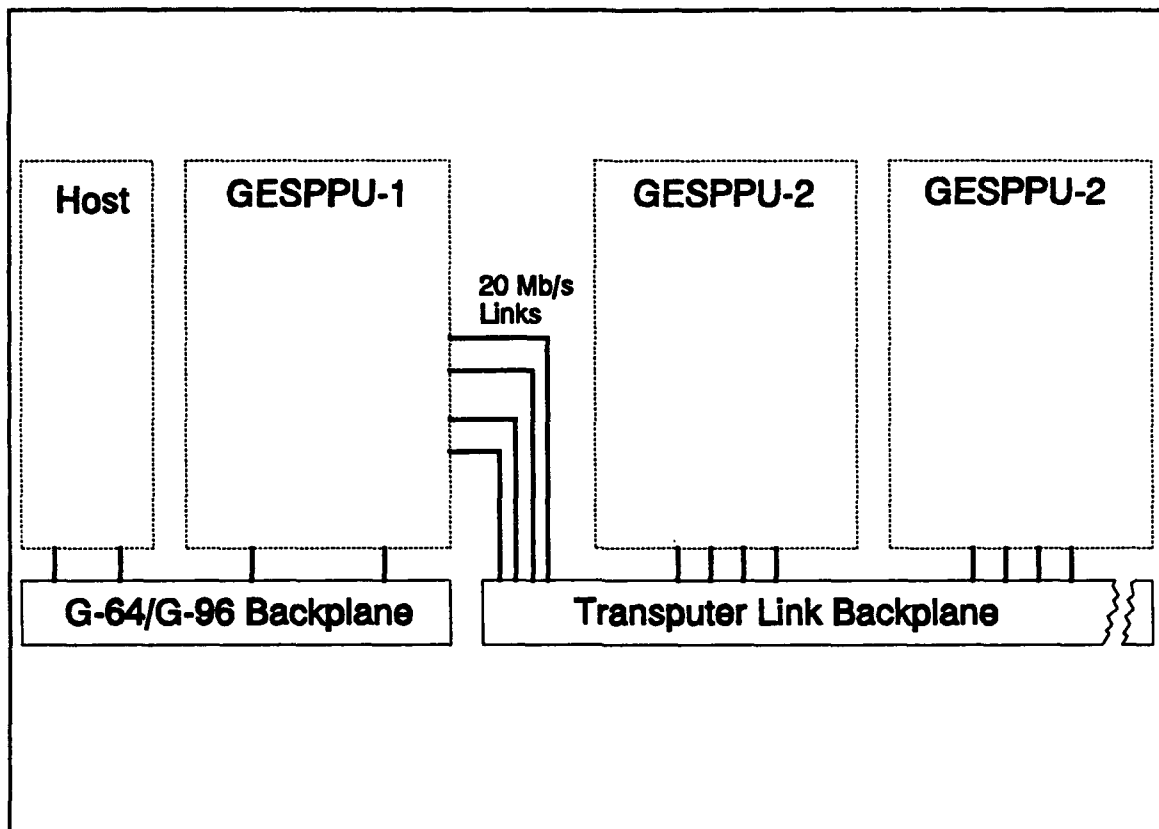 Host
GESPPU-1
GESPPU-2
GESPPU-2
20 Mb/s
Links
G-64/G-96 Backplane
Transputer Link Backplane